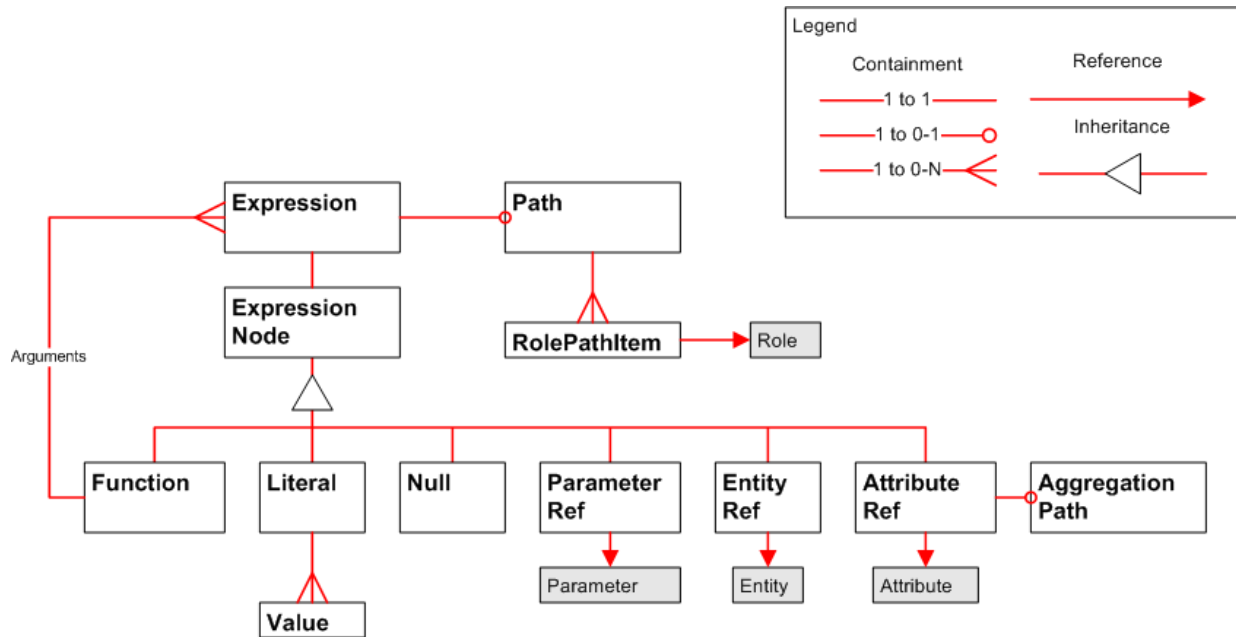 Legend
Containment
Reference
1 to 1
1 to 0-1
Inheritance
1 to 0-N
Expression
Path
Expression
Node
Arguments
RolePathItem
Role
Function
Literal
Null
Parameter
Ref
Entity
Ref
Attribute
Ref
Aggregation
Path
Parameter
Entity
Attribute
Value